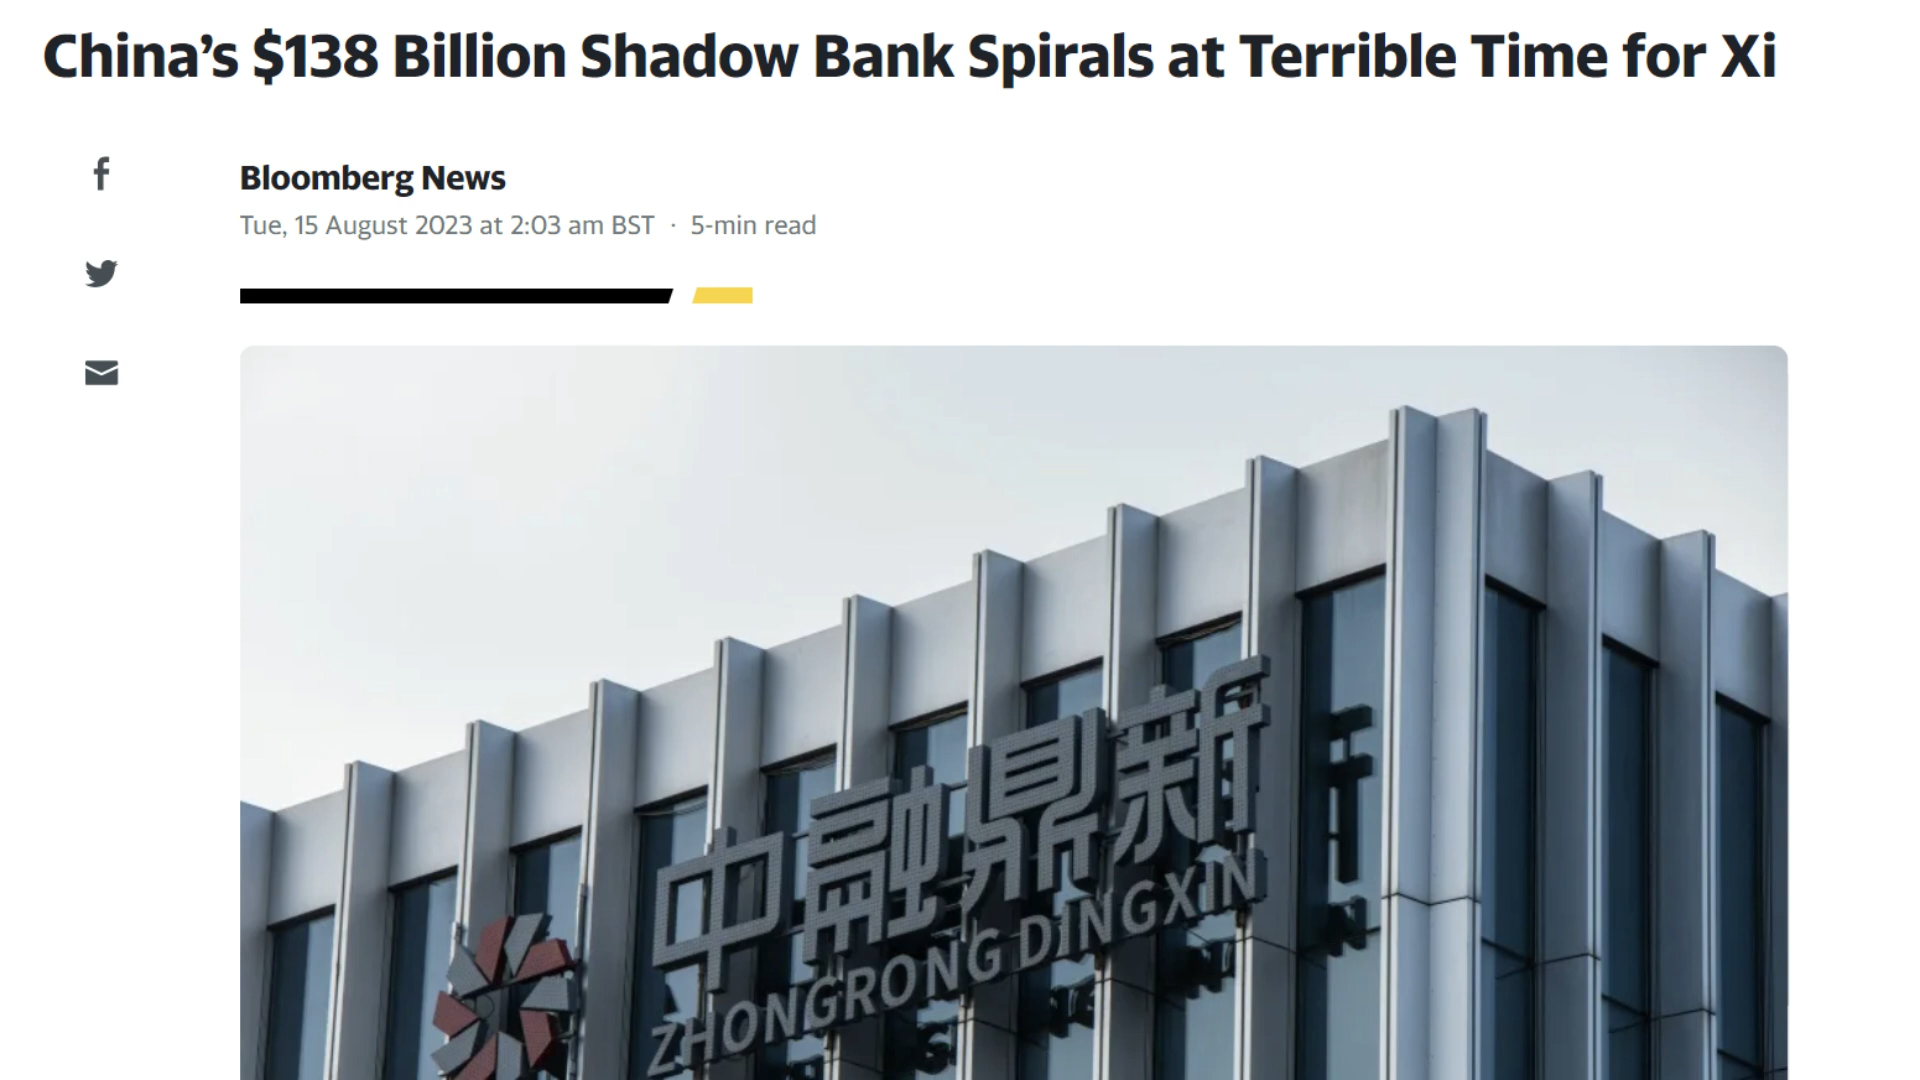 China’s $138 Billion Shadow Bank Spirals at Terrible Time for Xi
Bloomberg News
Tue, 15 August 2023 at 2:03 am BST · 5-min read
中融鼎新
ZHONGRONG DINGXIN